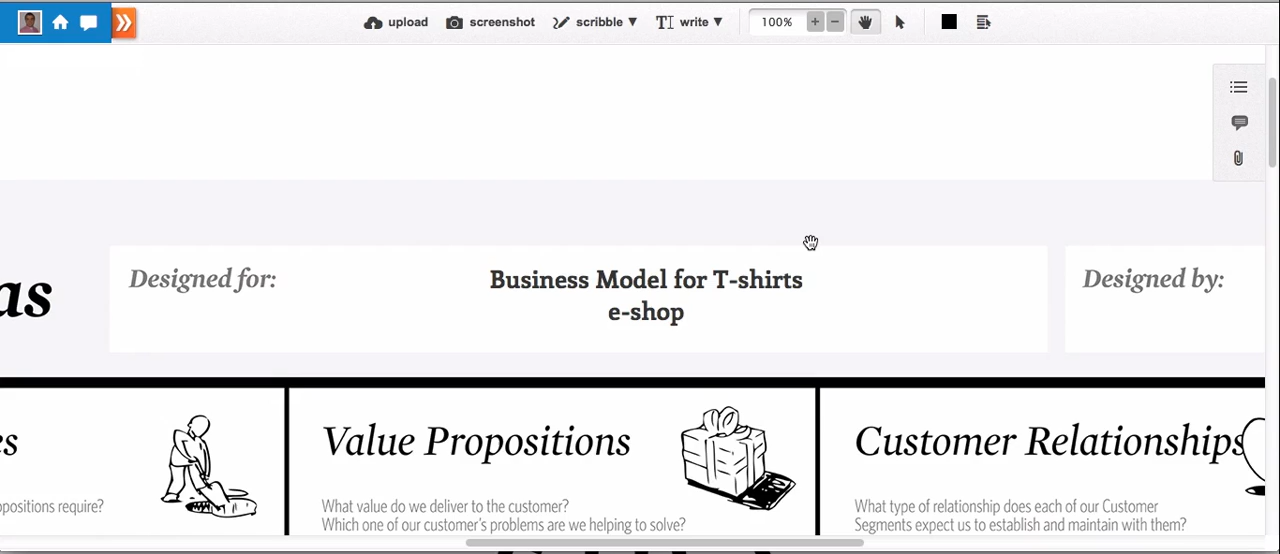 upload screenshot scribble ▼ write ▼ 100% + −
Designed for:
Business Model for T-shirts
e-shop
Designed by:
as
es
Value Propositions
Customer Relationships
opositions require?
What value do we deliver to the customer?
Which one of our customer's problems are we helping to solve?
What type of relationship does each of our Customer
Segments expect us to establish and maintain with them?